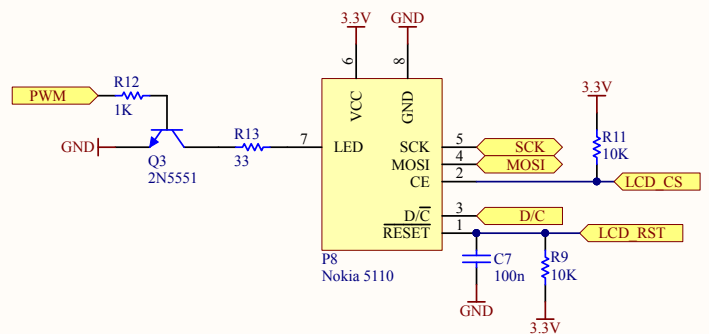 3.3V
GND
6
8
VCC
GND
PWM
R12
1K
GND
Q3
2N5551
R13
33
7
LED
SCK
5
SCK
MOSI
4
MOSI
CE
2
D/C
3
D/C
RESET
1
P8
Nokia 5110
3.3V
R11
10K
LCD_CS
LCD_RST
C7
100n
GND
R9
10K
3.3V